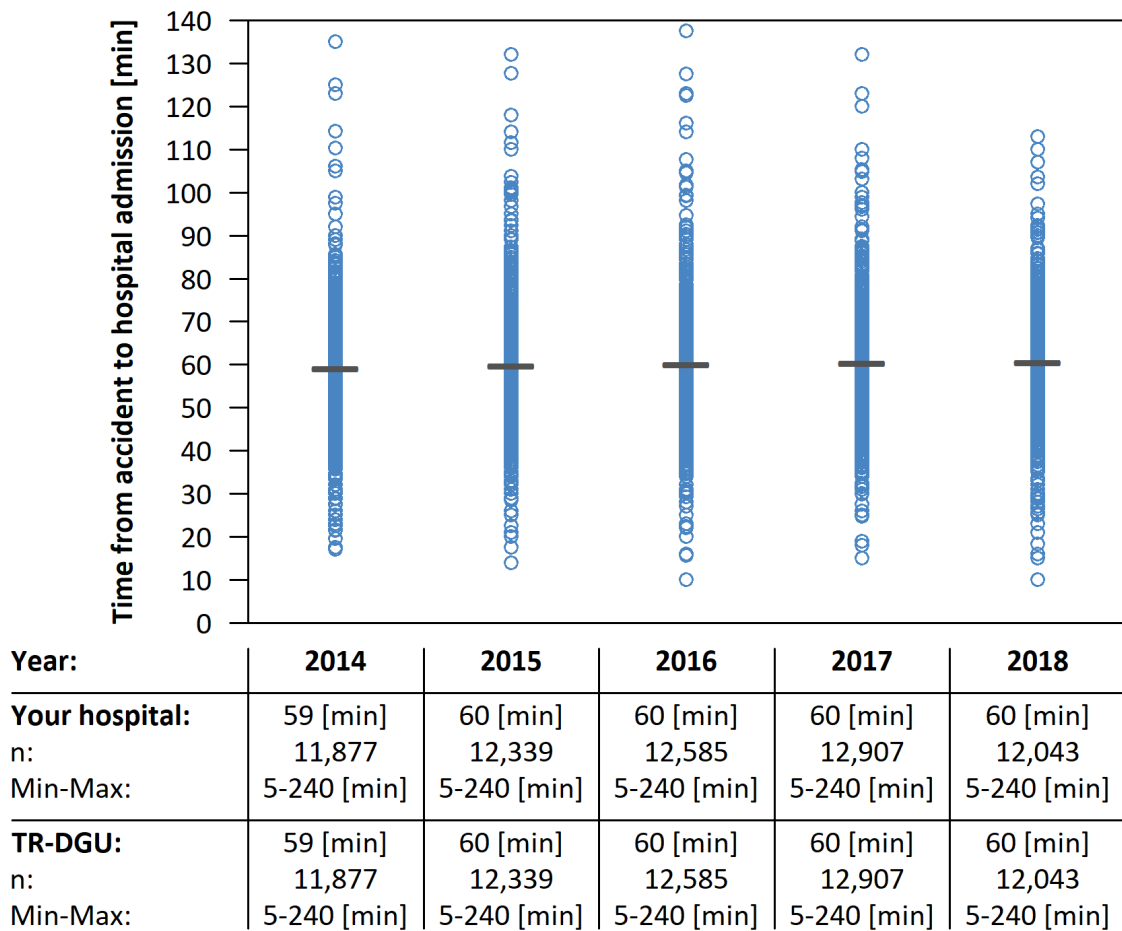 Time from accident to hospital admission [min]
140
130
120
110
100
90
80
70
60
50
40
30
20
10
0
Year: 2014 2015 2016 2017 2018
Your hospital: 59 [min] 60 [min] 60 [min] 60 [min] 60 [min]
n: 11,877 12,339 12,585 12,907 12,043
Min-Max: 5-240 [min] 5-240 [min] 5-240 [min] 5-240 [min] 5-240 [min]
TR-DGU: 59 [min] 60 [min] 60 [min] 60 [min] 60 [min]
n: 11,877 12,339 12,585 12,907 12,043
Min-Max: 5-240 [min] 5-240 [min] 5-240 [min] 5-240 [min] 5-240 [min]